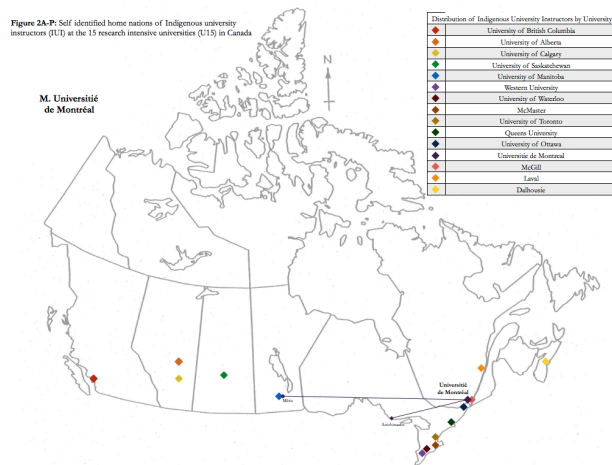 Figure 2A-P: Self identified home nations of Indigenous university
instructors (IUI) at the 15 research intensive universities (U15) in Canada
M. Universitié
de Montréal
N
Distribution of Indigenous University Instructors by University
University of British Columbia
University of Alberta
University of Calgary
University of Saskatchewan
University of Manitoba
Western University
University of Waterloo
McMaster
University of Toronto
Queens University
University of Ottawa
Universitie de Montreal
McGill
Laval
Dalhousie
Universitié
de Montréal
Métis